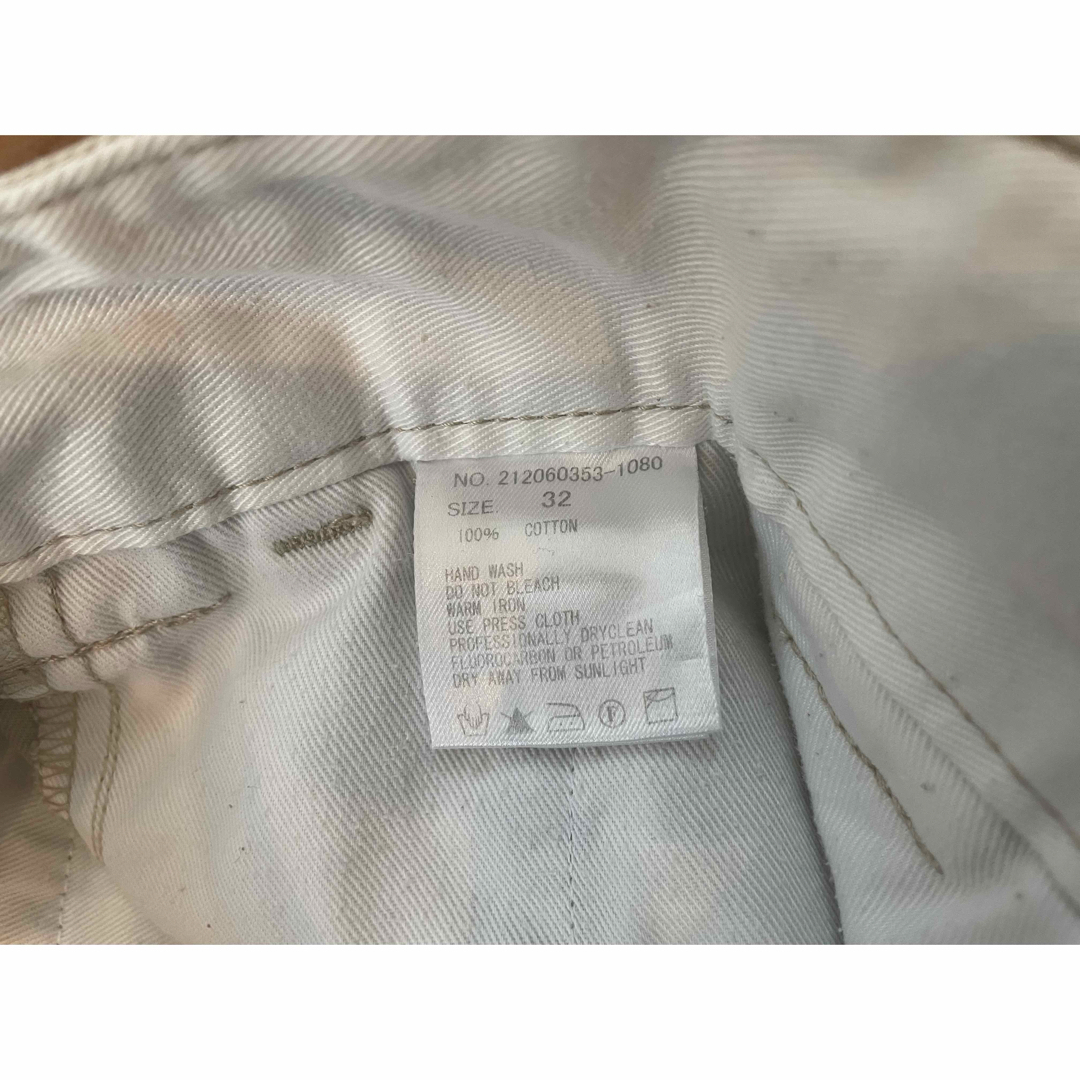 NO. 212060353-1080
SIZE. 32
100% COTTON
HAND WASH
DO NOT BLEACH
WARM IRON
USE PRESS CLOTH
PROFESSIONALLY DRYCLEAN
FLUOROCARBON OR PETROLEUM
DRY AWAY FROM SUNLIGHT